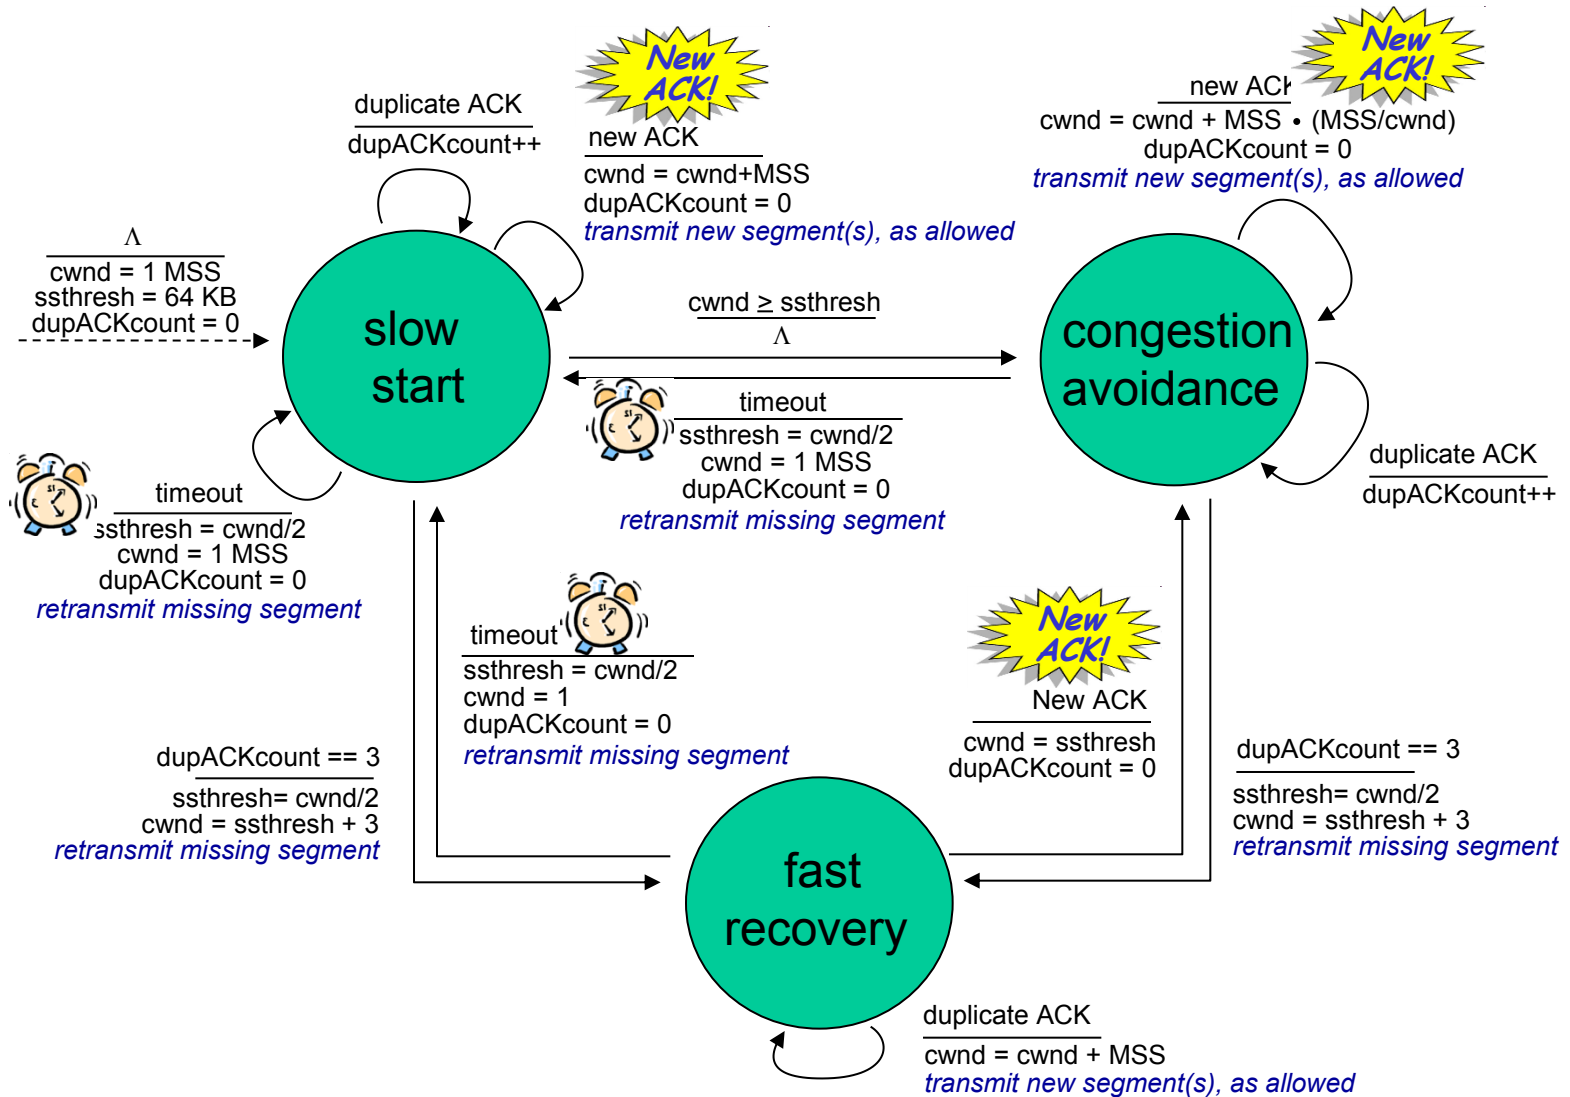 New
ACK!
duplicate ACK
dupACKcount++
new ACK
cwnd = cwnd+MSS
dupACKcount = 0
transmit new segment(s), as allowed
New
ACK!
new ACK
cwnd = cwnd + MSS • (MSS/cwnd)
dupACKcount = 0
transmit new segment(s), as allowed
Λ
cwnd = 1 MSS
ssthresh = 64 KB
dupACKcount = 0
slow
start
cwnd ≥ ssthresh
Λ
congestion
avoidance
timeout
ssthresh = cwnd/2
cwnd = 1 MSS
dupACKcount = 0
retransmit missing segment
duplicate ACK
dupACKcount++
timeout
ssthresh = cwnd/2
cwnd = 1 MSS
dupACKcount = 0
retransmit missing segment
timeout
ssthresh = cwnd/2
cwnd = 1
dupACKcount = 0
retransmit missing segment
New
ACK!
New ACK
cwnd = ssthresh
dupACKcount = 0
dupACKcount == 3
ssthresh= cwnd/2
cwnd = ssthresh + 3
retransmit missing segment
dupACKcount == 3
ssthresh= cwnd/2
cwnd = ssthresh + 3
retransmit missing segment
fast
recovery
duplicate ACK
cwnd = cwnd + MSS
transmit new segment(s), as allowed